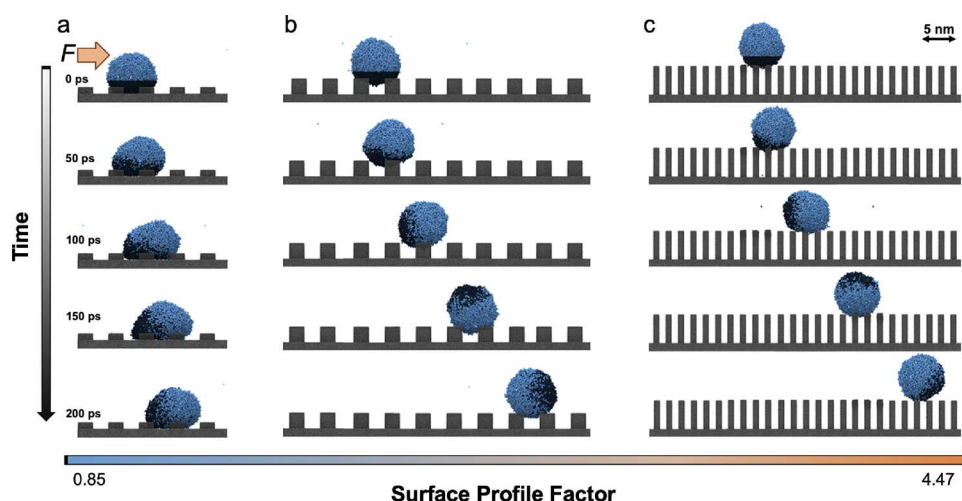 a
b
c
F
5 nm
0 ps
50 ps
100 ps
150 ps
200 ps
Time
0.85
4.47
Surface Profile Factor